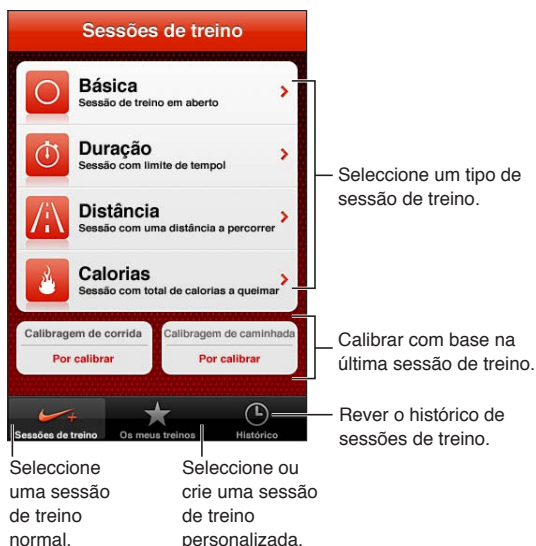 Sessões de treino
Básica
Sessão de treino em aberto
Duração
Sessão com limite de tempol
Distância
Sessão com uma distância a percorrer
Calorias
Sessão com total de calorias a queimar
Seleccione um tipo de
sessão de treino.
Calibragem de corrida
Por calibrar
Calibragem de caminhada
Por calibrar
Calibrar com base na
última sessão de treino.
Sessões de treino
Os meus treinos
Histórico
Rever o histórico de
sessões de treino.
Seleccione
uma sessão
de treino
normal.
Seleccione ou
crie uma sessão
de treino
personalizada.